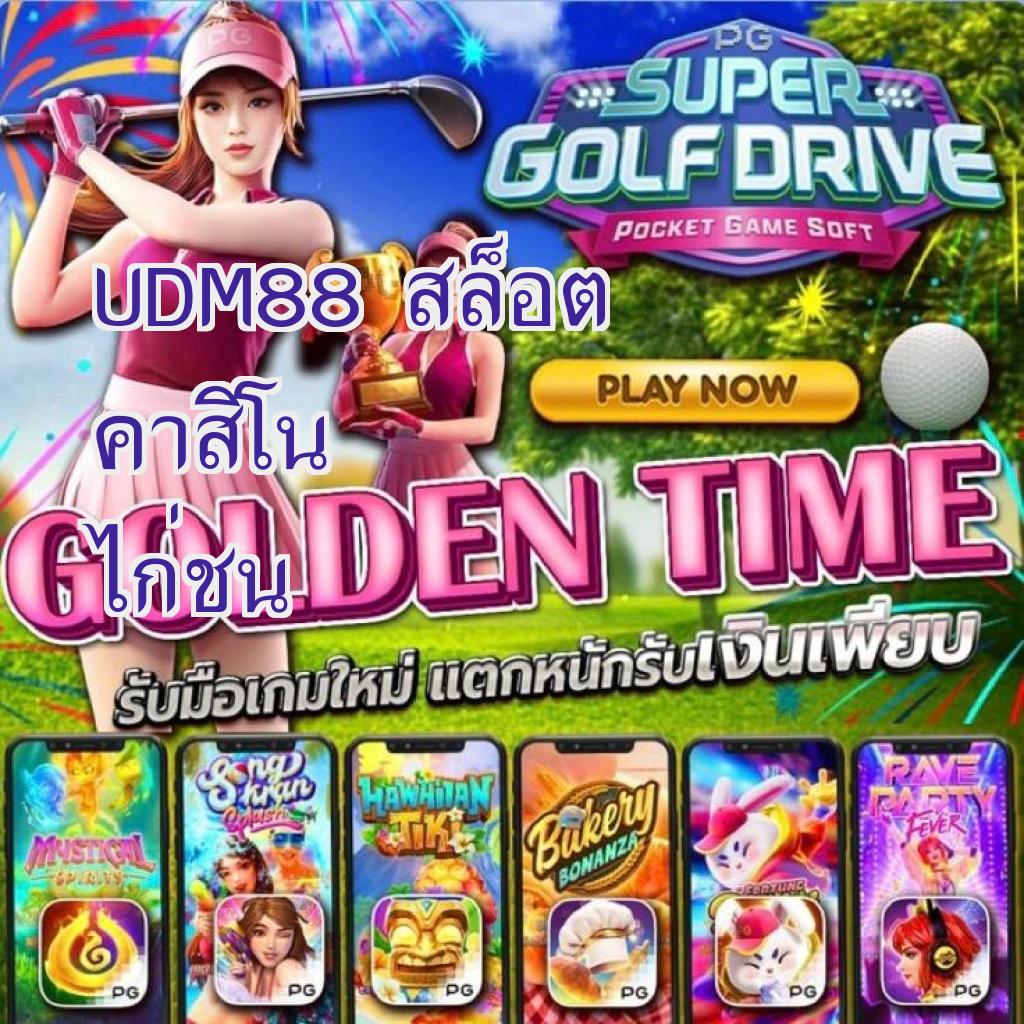 PG
PG
SUPER
GOLF DRIVE
POCKET GAME SOFT
UDM88 สล็อต
คาสิโน
ไก่ชน
PLAY NOW
GOLDEN TIME
รับมือเกมใหม่ แตกหนักรับเงินเพียบ
MYSTICAL
SPIRITS
PG
Songkran
Splash
PG
HAWAIIAN
TIKI
PG
Bakery
BONANZA
PG
FORTUNE
PG
RAVE
PARTY
FEVER
PG